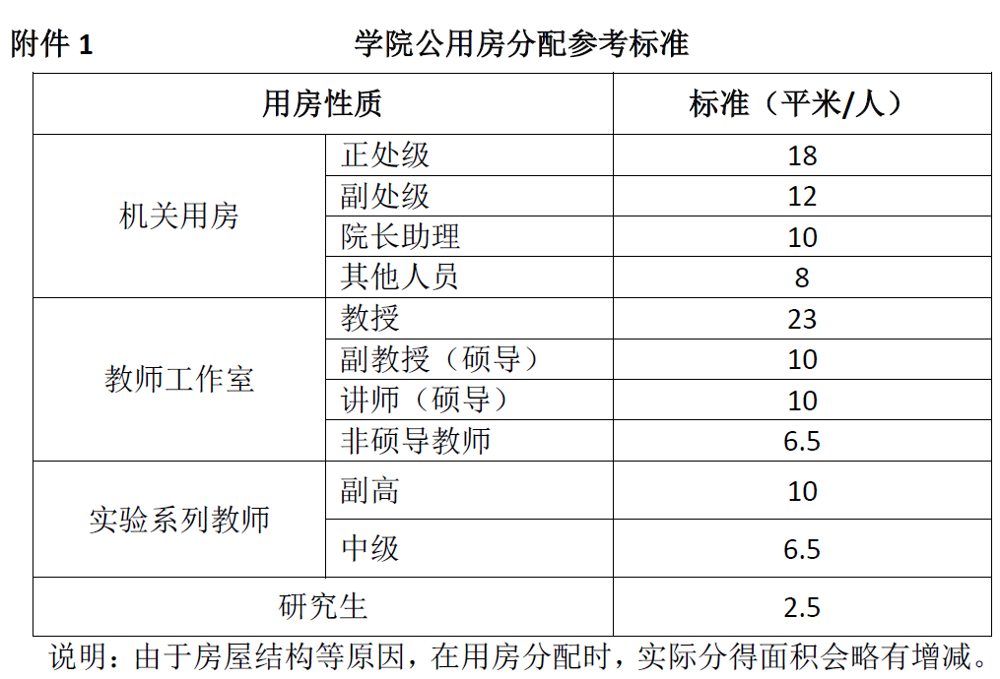 附件 1 学院公用房分配参考标准
用房性质 标准（平米/人）
机关用房
正处级 18
副处级 12
院长助理 10
其他人员 8
教师工作室
教授 23
副教授（硕导） 10
讲师（硕导） 10
非硕导教师 6.5
实验系列教师
副高 10
中级 6.5
研究生 2.5
说明：由于房屋结构等原因，在用房分配时，实际分得面积会略有增减。